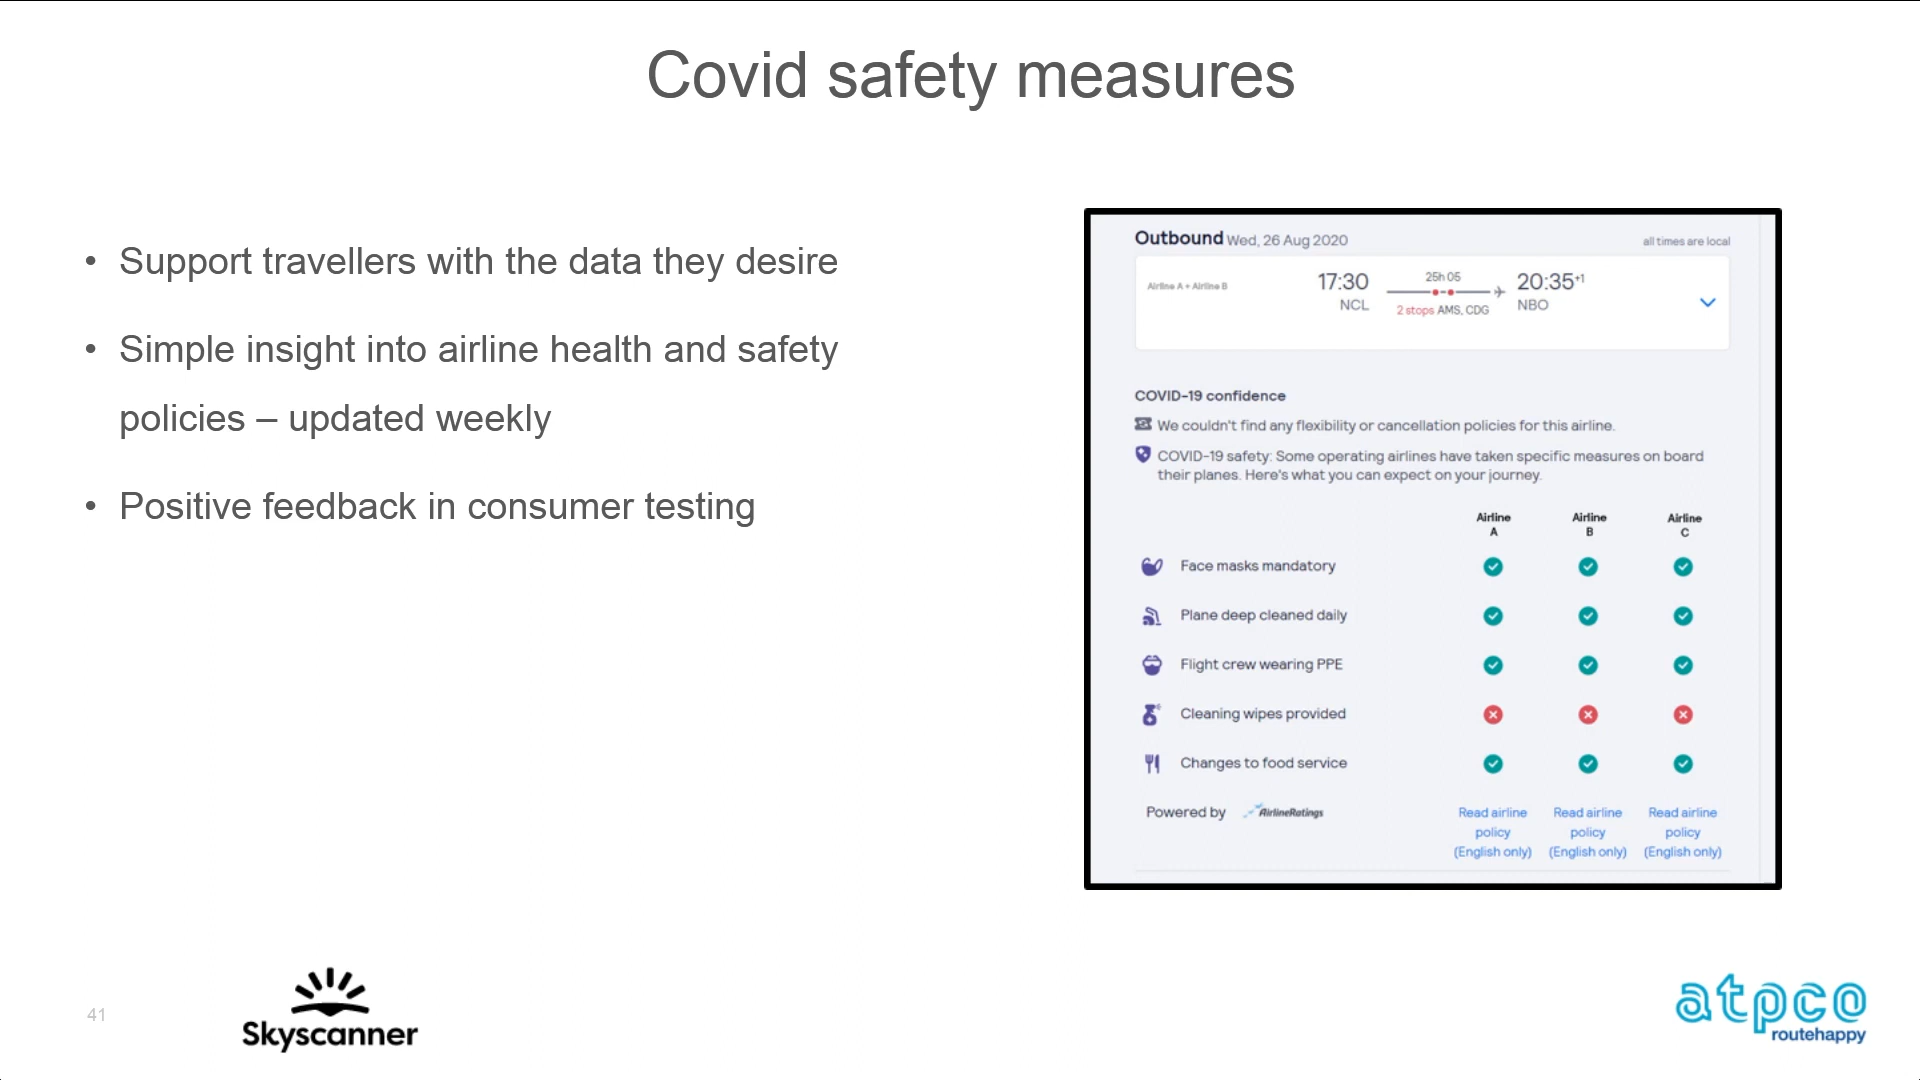 Covid safety measures
• Support travellers with the data they desire
• Simple insight into airline health and safety
policies – updated weekly
• Positive feedback in consumer testing
Outbound Wed, 26 Aug 2020
all times are local
Airline A + Airline B
17:30
NCL
25h 05
2 stops AMS, CDG
20:35+1
NBO
COVID-19 confidence
We couldn't find any flexibility or cancellation policies for this airline.
COVID-19 safety: Some operating airlines have taken specific measures on board
their planes. Here's what you can expect on your journey.
Airline Airline Airline
A B C
Face masks mandatory
Plane deep cleaned daily
Flight crew wearing PPE
Cleaning wipes provided
Changes to food service
Powered by AirlineRatings
Read airline Read airline Read airline
policy policy policy
(English only) (English only) (English only)
41
Skyscanner
atpco
routehappy